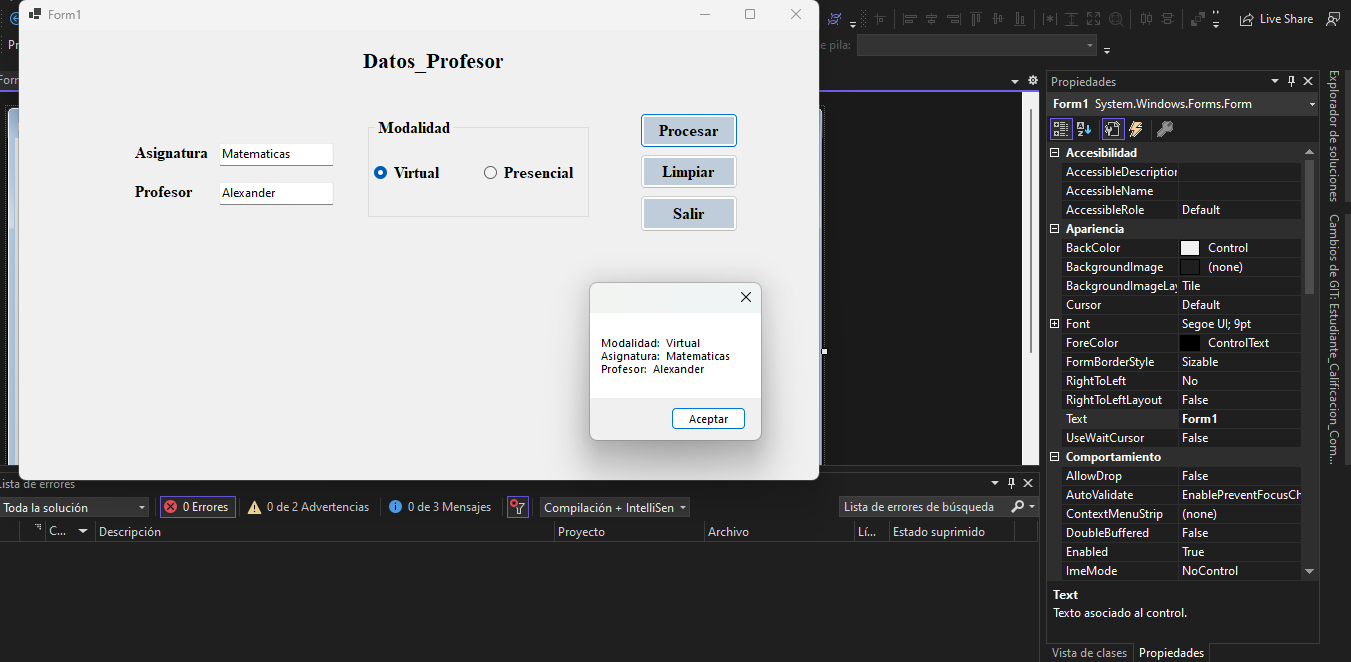 Form1
Datos_Profesor
Modalidad
Asignatura Matematicas
Virtual Presencial
Profesor Alexander
Procesar
Limpiar
Salir
Modalidad: Virtual
Asignatura: Matematicas
Profesor: Alexander
Aceptar
Live Share
e pila:
Pr
Form
Propiedades
Form1 System.Windows.Forms.Form
Accesibilidad
AccessibleDescription
AccessibleName
AccessibleRole Default
Apariencia
BackColor Control
BackgroundImage (none)
BackgroundImageLay Tile
Cursor Default
Font Segoe UI; 9pt
ForeColor ControlText
FormBorderStyle Sizable
RightToLeft No
RightToLeftLayout False
Text Form1
UseWaitCursor False
Comportamiento
AllowDrop False
AutoValidate EnablePreventFocusCh
ContextMenuStrip (none)
DoubleBuffered False
Enabled True
ImeMode NoControl
Text
Texto asociado al control.
Vista de clases Propiedades
Explorador de soluciones
Cambios de GIT: Estudiante_Calificacion_Com...
Lista de errores
Toda la solución
0 Errores
0 de 2 Advertencias
0 de 3 Mensajes
Compilación + IntelliSen
Lista de errores de búsqueda
C... Descripción Proyecto Archivo Lí... Estado suprimido